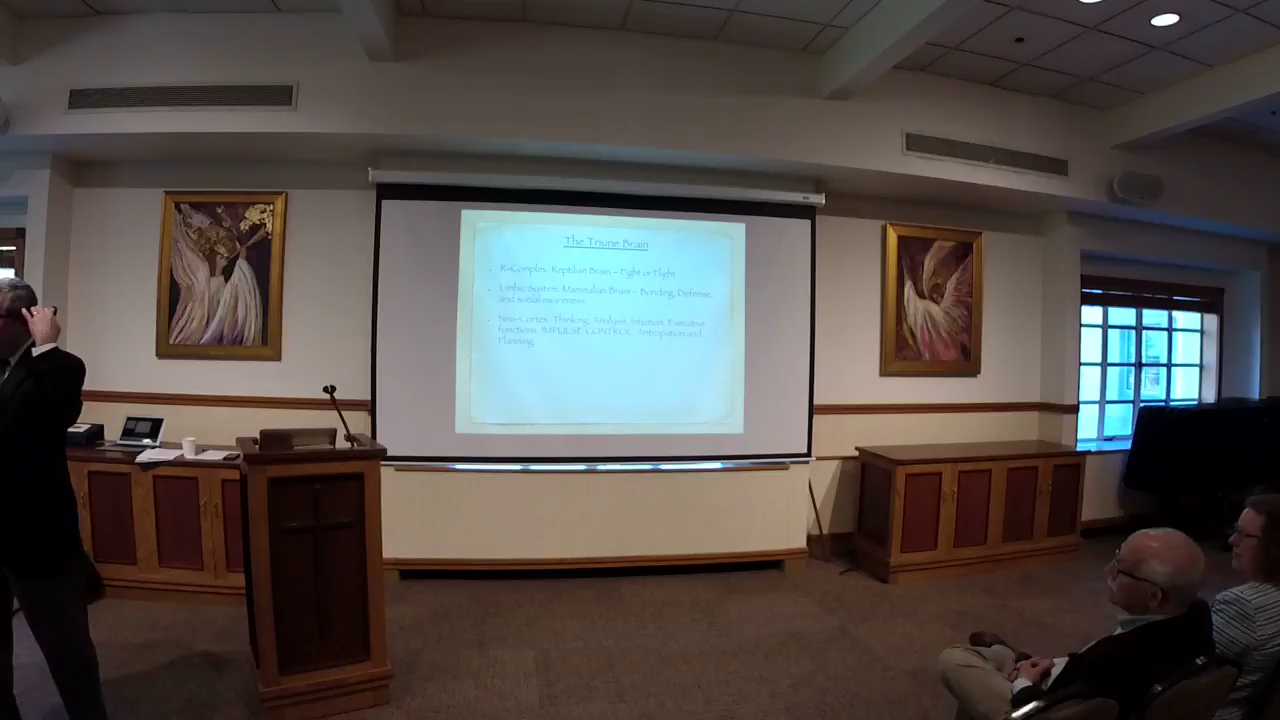 The Triune Brain
- R-Complex. Reptilian Brain – Fight or Flight
- Limbic System. Mammalian Brain – Bonding, Defense,
and social awareness
- Neo-Cortex. Thinking, Analysis, Intuition, Executive
functions. IMPULSE CONTROL. Anticipation and
Planning.